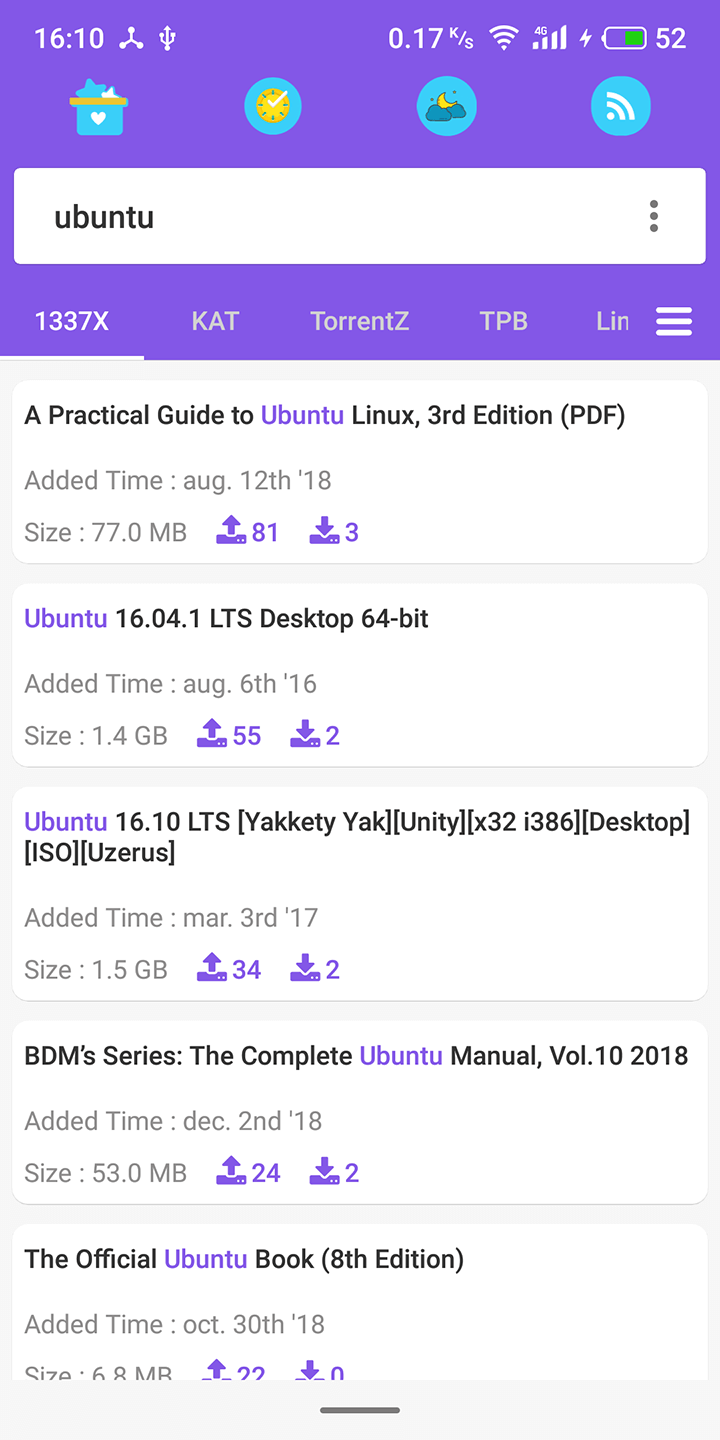 16:10 0.17 K/s 4G 52
ubuntu
1337X KAT TorrentZ TPB Lin
A Practical Guide to Ubuntu Linux, 3rd Edition (PDF)
Added Time : aug. 12th '18
Size : 77.0 MB 81 3
Ubuntu 16.04.1 LTS Desktop 64-bit
Added Time : aug. 6th '16
Size : 1.4 GB 55 2
Ubuntu 16.10 LTS [Yakkety Yak][Unity][x32 i386][Desktop]
[ISO][Uzerus]
Added Time : mar. 3rd '17
Size : 1.5 GB 34 2
BDM’s Series: The Complete Ubuntu Manual, Vol.10 2018
Added Time : dec. 2nd '18
Size : 53.0 MB 24 2
The Official Ubuntu Book (8th Edition)
Added Time : oct. 30th '18
Size : 6.8 MB 22 0